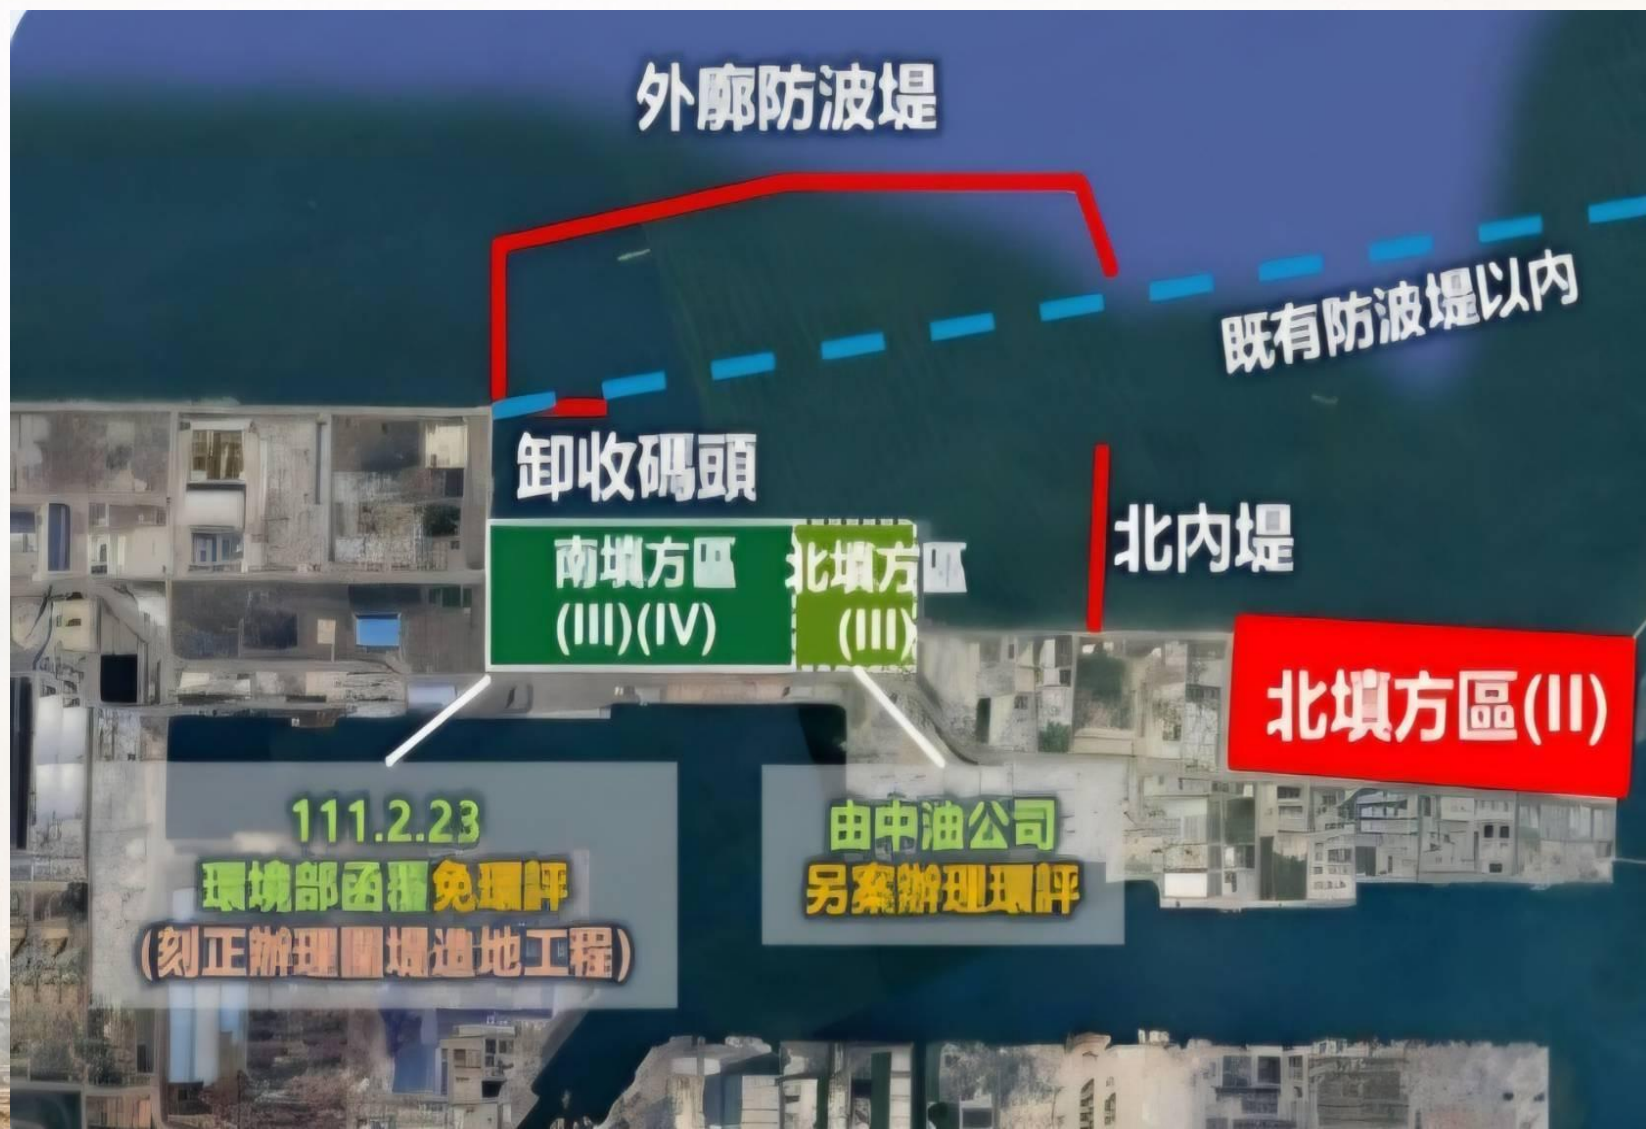 外廓防波堤
既有防波堤以內
卸收碼頭
北內堤
南填方區
(III)(IV)
北填方區
(III)
北填方區(II)
111.2.23
環境部函釋免環評
(刻正辦理圍堤造地工程)
由中油公司
另案辦理環評